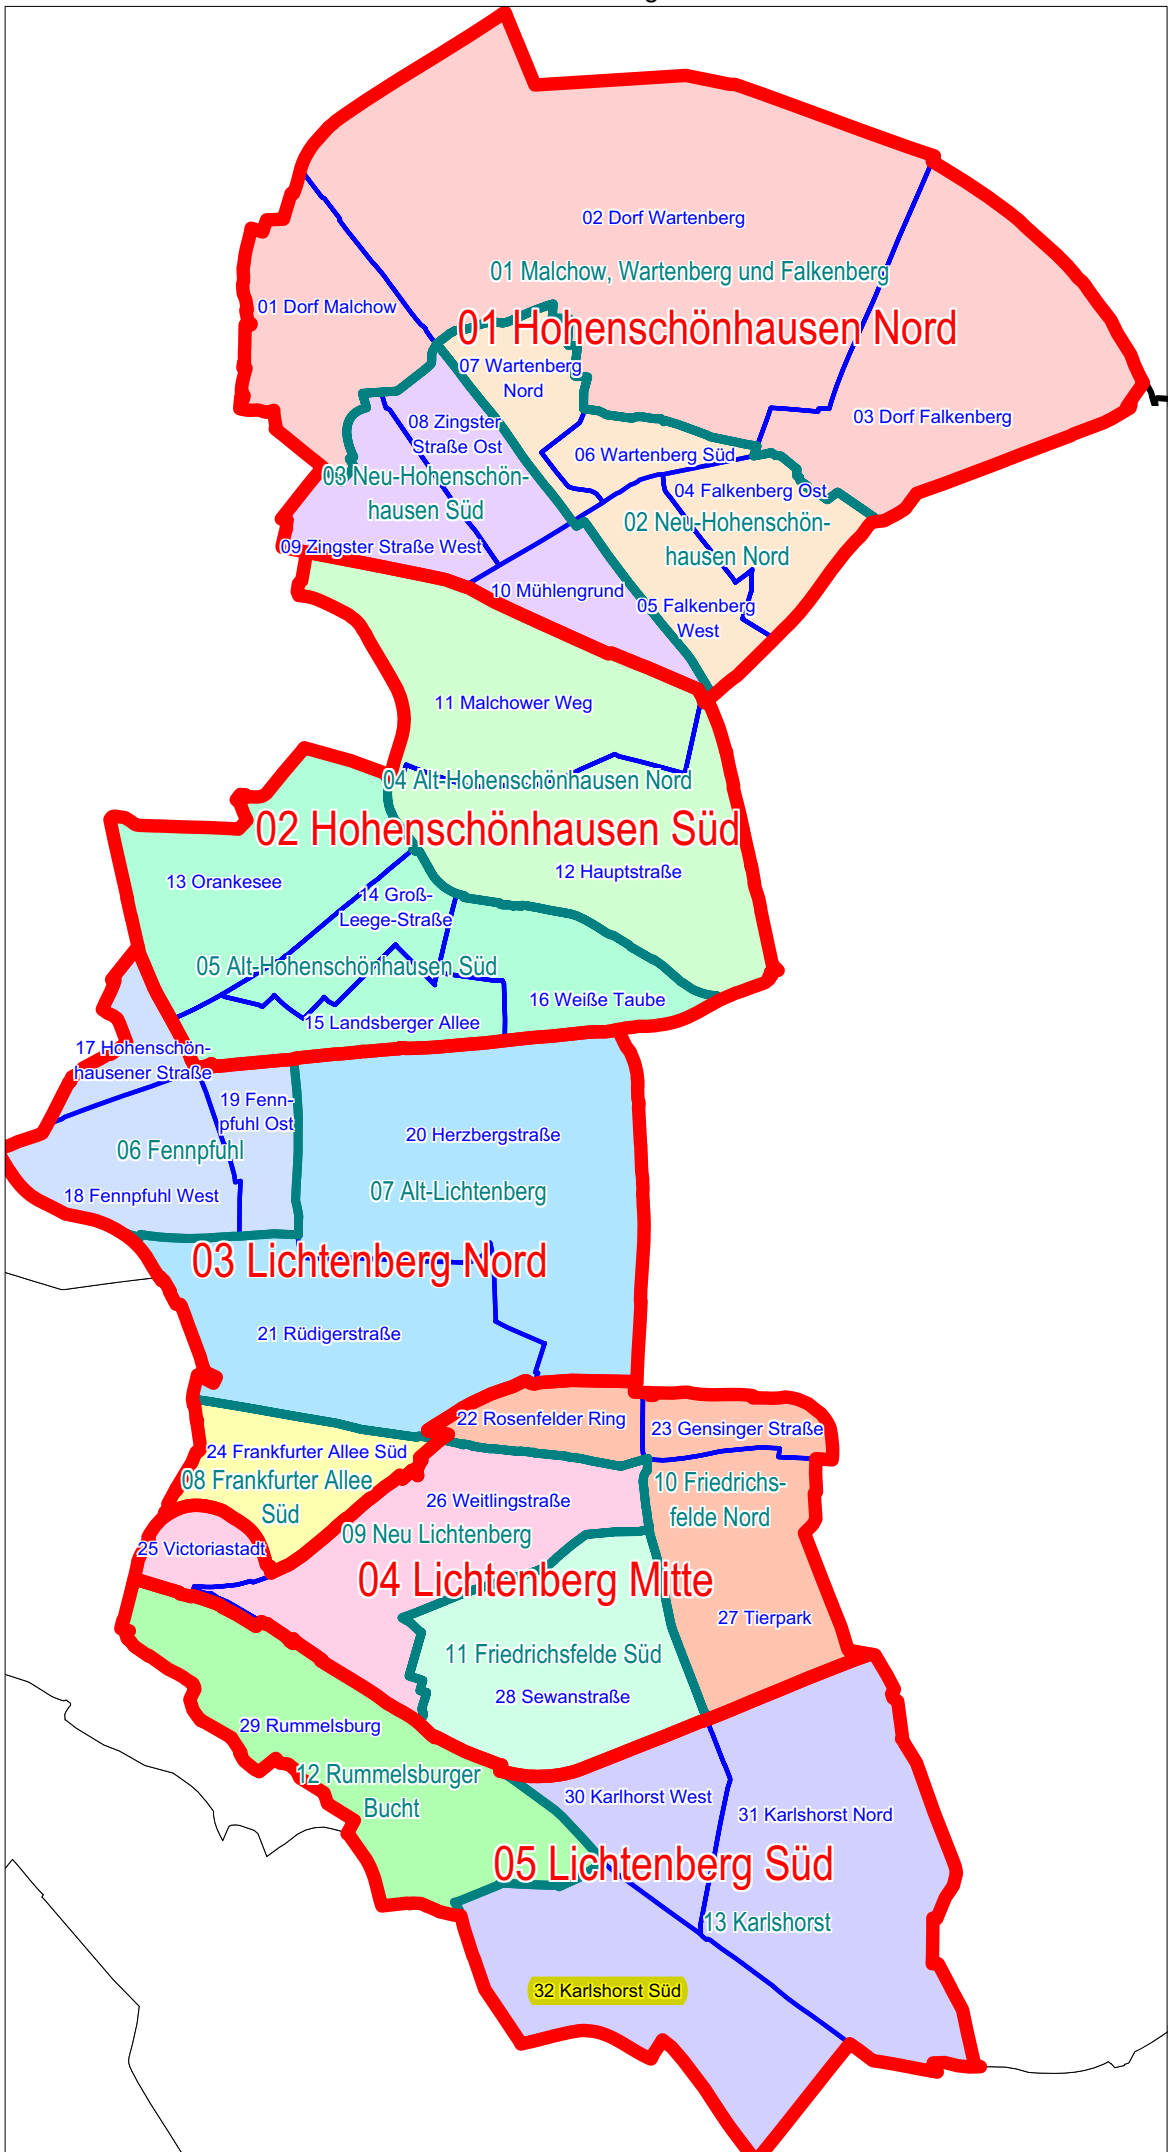 02 Dorf Wartenberg
01 Malchow, Wartenberg und Falkenberg
01 Dorf Malchow
01 Hohenschönhausen Nord
07 Wartenberg
Nord
03 Dorf Falkenberg
08 Zingster
Straße Ost
06 Wartenberg Süd
03 Neu-Hohenschön-
hausen Süd
04 Falkenberg Ost
02 Neu-Hohenschön-
hausen Nord
09 Zingster Straße West
10 Mühlengrund
05 Falkenberg
West
11 Malchower Weg
04 Alt-Hohenschönhausen Nord
02 Hohenschönhausen Süd
12 Hauptstraße
13 Orankesee
14 Groß-
Leege-Straße
05 Alt-Hohenschönhausen Süd
16 Weiße Taube
15 Landsberger Allee
17 Hohenschön-
hausener Straße
19 Fenn-
pfuhl Ost
20 Herzbergstraße
06 Fennpfuhl
18 Fennpfuhl West
07 Alt-Lichtenberg
03 Lichtenberg Nord
21 Rüdigerstraße
22 Rosenfelder Ring
23 Gensinger Straße
24 Frankfurter Allee Süd
08 Frankfurter Allee
Süd
10 Friedrichs-
felde Nord
26 Weitlingstraße
09 Neu Lichtenberg
25 Victoriastadt
04 Lichtenberg Mitte
27 Tierpark
11 Friedrichsfelde Süd
28 Sewanstraße
29 Rummelsburg
12 Rummelsburger
Bucht
30 Karlhorst West
31 Karlshorst Nord
05 Lichtenberg Süd
13 Karlshorst
32 Karlshorst Süd